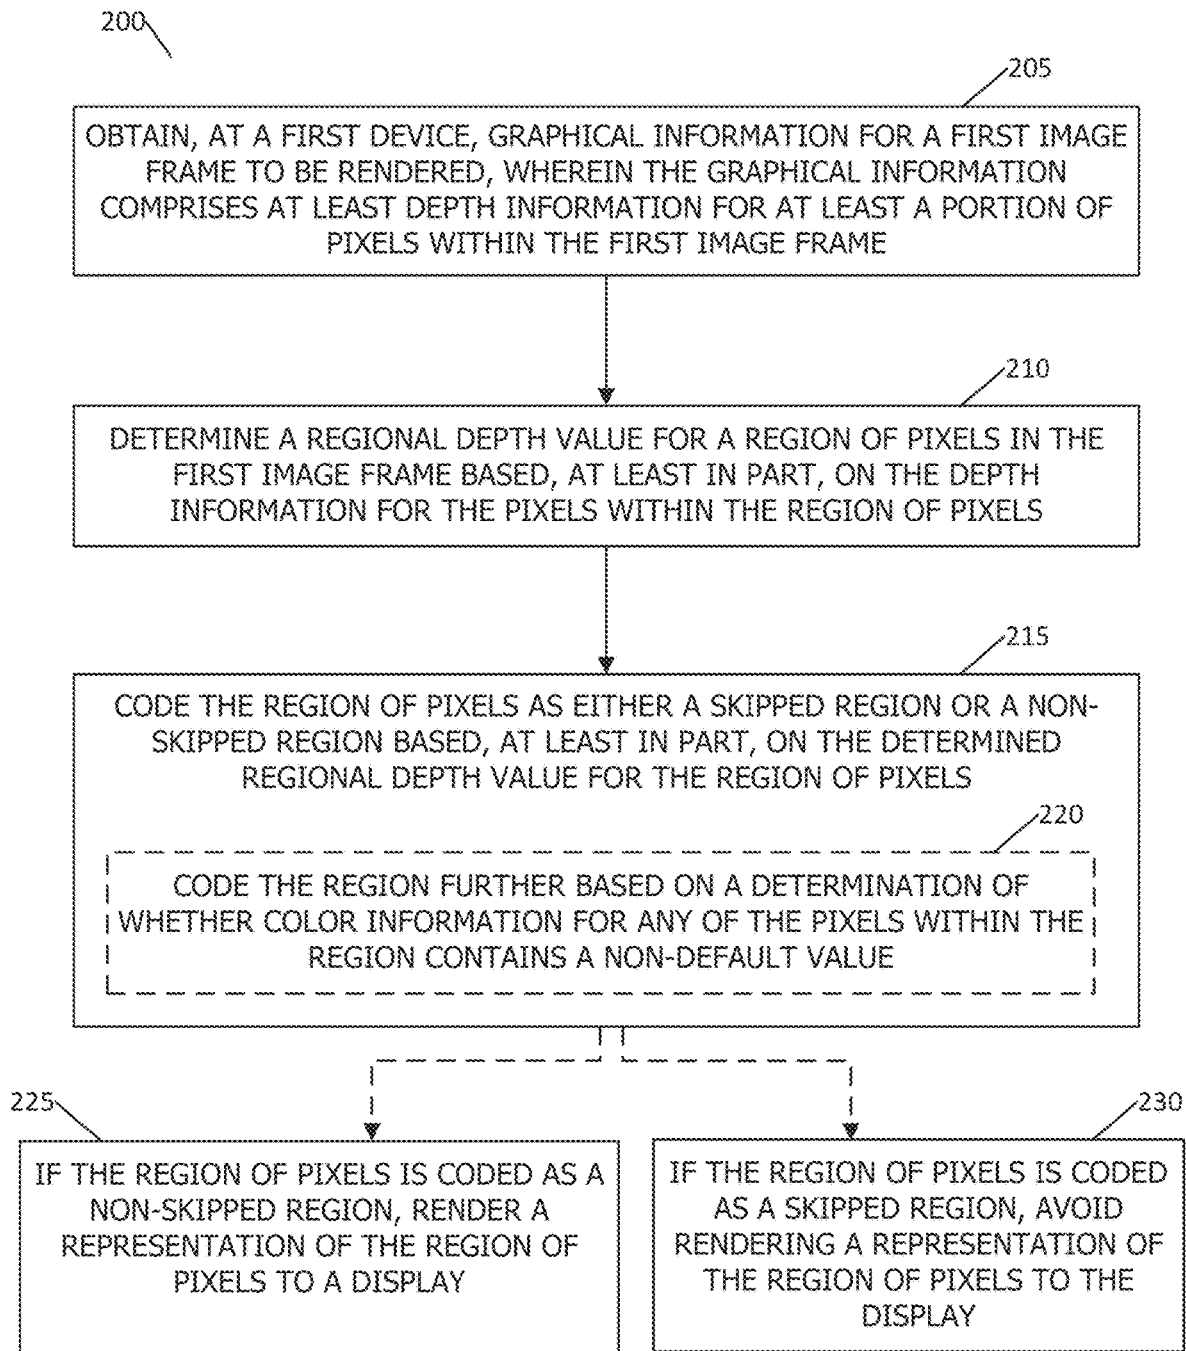 200
205
OBTAIN, AT A FIRST DEVICE, GRAPHICAL INFORMATION FOR A FIRST IMAGE
FRAME TO BE RENDERED, WHEREIN THE GRAPHICAL INFORMATION
COMPRISES AT LEAST DEPTH INFORMATION FOR AT LEAST A PORTION OF
PIXELS WITHIN THE FIRST IMAGE FRAME
210
DETERMINE A REGIONAL DEPTH VALUE FOR A REGION OF PIXELS IN THE
FIRST IMAGE FRAME BASED, AT LEAST IN PART, ON THE DEPTH
INFORMATION FOR THE PIXELS WITHIN THE REGION OF PIXELS
215
CODE THE REGION OF PIXELS AS EITHER A SKIPPED REGION OR A NON-
SKIPPED REGION BASED, AT LEAST IN PART, ON THE DETERMINED
REGIONAL DEPTH VALUE FOR THE REGION OF PIXELS
220
CODE THE REGION FURTHER BASED ON A DETERMINATION OF
WHETHER COLOR INFORMATION FOR ANY OF THE PIXELS WITHIN THE
REGION CONTAINS A NON-DEFAULT VALUE
225
IF THE REGION OF PIXELS IS CODED AS A
NON-SKIPPED REGION, RENDER A
REPRESENTATION OF THE REGION OF
PIXELS TO A DISPLAY
230
IF THE REGION OF PIXELS IS CODED
AS A SKIPPED REGION, AVOID
RENDERING A REPRESENTATION OF
THE REGION OF PIXELS TO THE
DISPLAY